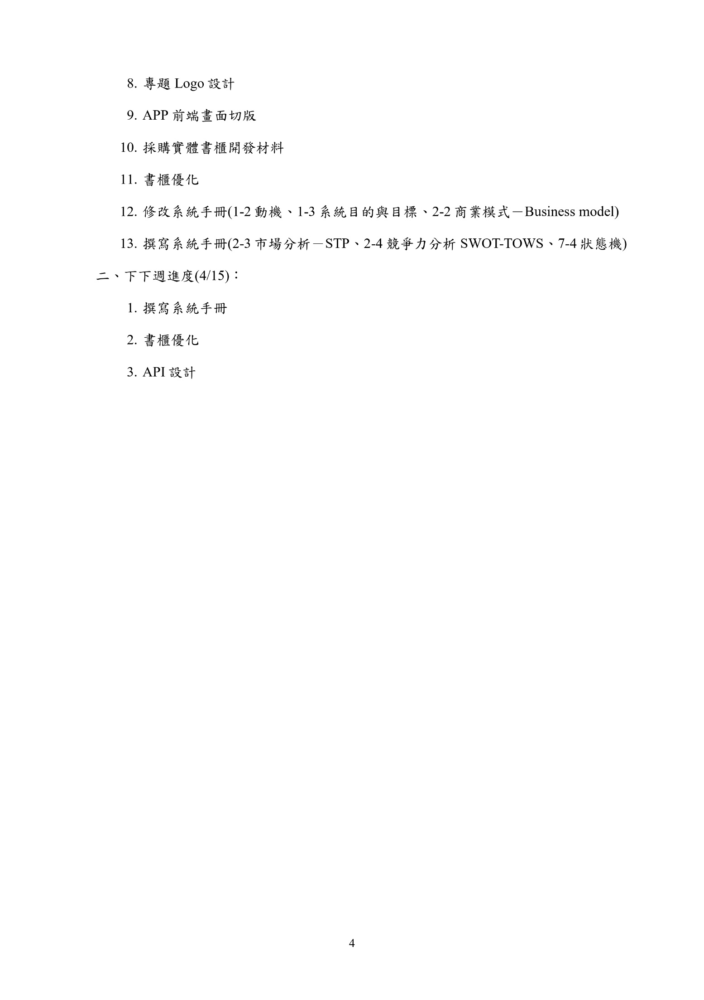 8. 專題 Logo 設計
9. APP 前端畫面切版
10. 採購實體書櫃開發材料
11. 書櫃優化
12. 修改系統手冊(1-2 動機、1-3 系統目的與目標、2-2 商業模式－Business model)
13. 撰寫系統手冊(2-3 市場分析－STP、2-4 競爭力分析 SWOT-TOWS、7-4 狀態機)
二、下下週進度(4/15)：
1. 撰寫系統手冊
2. 書櫃優化
3. API 設計
4